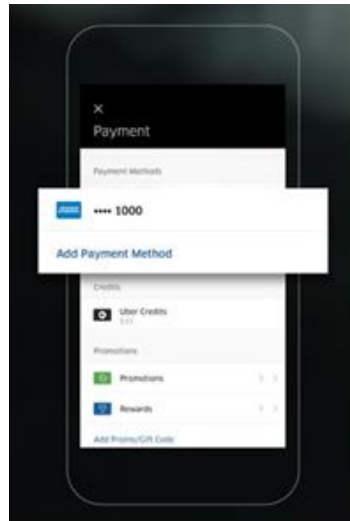 Payment
Payment Methods
•••• 1000
Add Payment Method
Credits
Uber Credits
Promotions
Promotions
Rewards
Add Promo/Gift Code